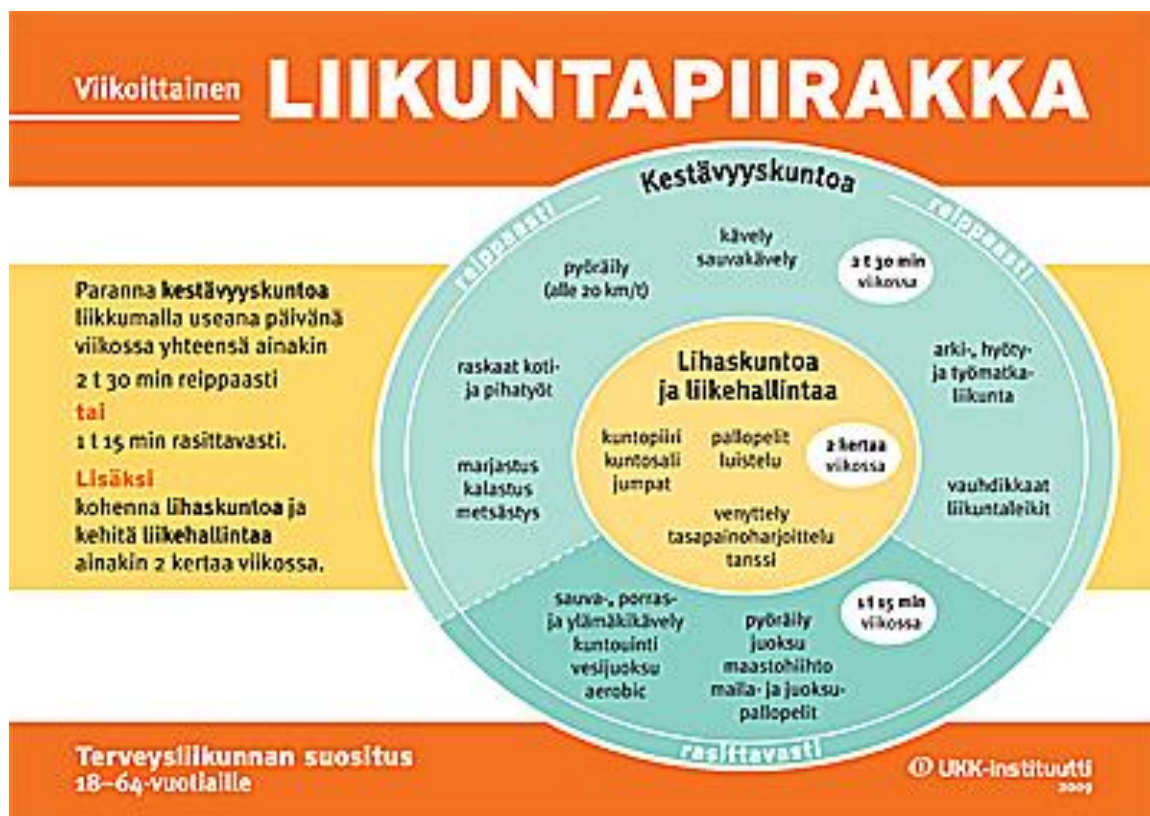 Viikoittainen LIIKUNTAPIIRAKKA
Paranna kestävyyskuntoa
liikkumalla useana päivänä
viikossa yhteensä ainakin
2 t 30 min reippaasti
tai
1 t 15 min rasittavasti.
Lisäksi
kohenna lihaskuntoa ja
kehitä liikehallintaa
ainakin 2 kertaa viikossa.
Kestävyyskuntoa
reippaasti
reippaasti
kävely
sauvakävely
2 t 30 min
viikossa
pyöräily
(alle 20 km/t)
raskaat koti-
ja pihatyöt
marjastus
kalastus
metsästys
arki-, hyöty-
ja työmatka-
liikunta
vauhdikkaat
liikuntaleikit
Lihaskuntoa
ja liikehallintaa
kuntopiiri
kuntosali
jumpat
pallopelit
luistelu
2 kertaa
viikossa
venyttely
tasapainoharjoittelu
tanssi
sauva-, porras-
ja ylämäkikävely
kuntouinti
vesijuoksu
aerobic
pyöräily
juoksu
maastohiihto
maila- ja juoksu-
pallopelit
1 t 15 min
viikossa
rasittavasti
Terveysliikunnan suositus
18–64-vuotiaille
UKK-instituutti
2009